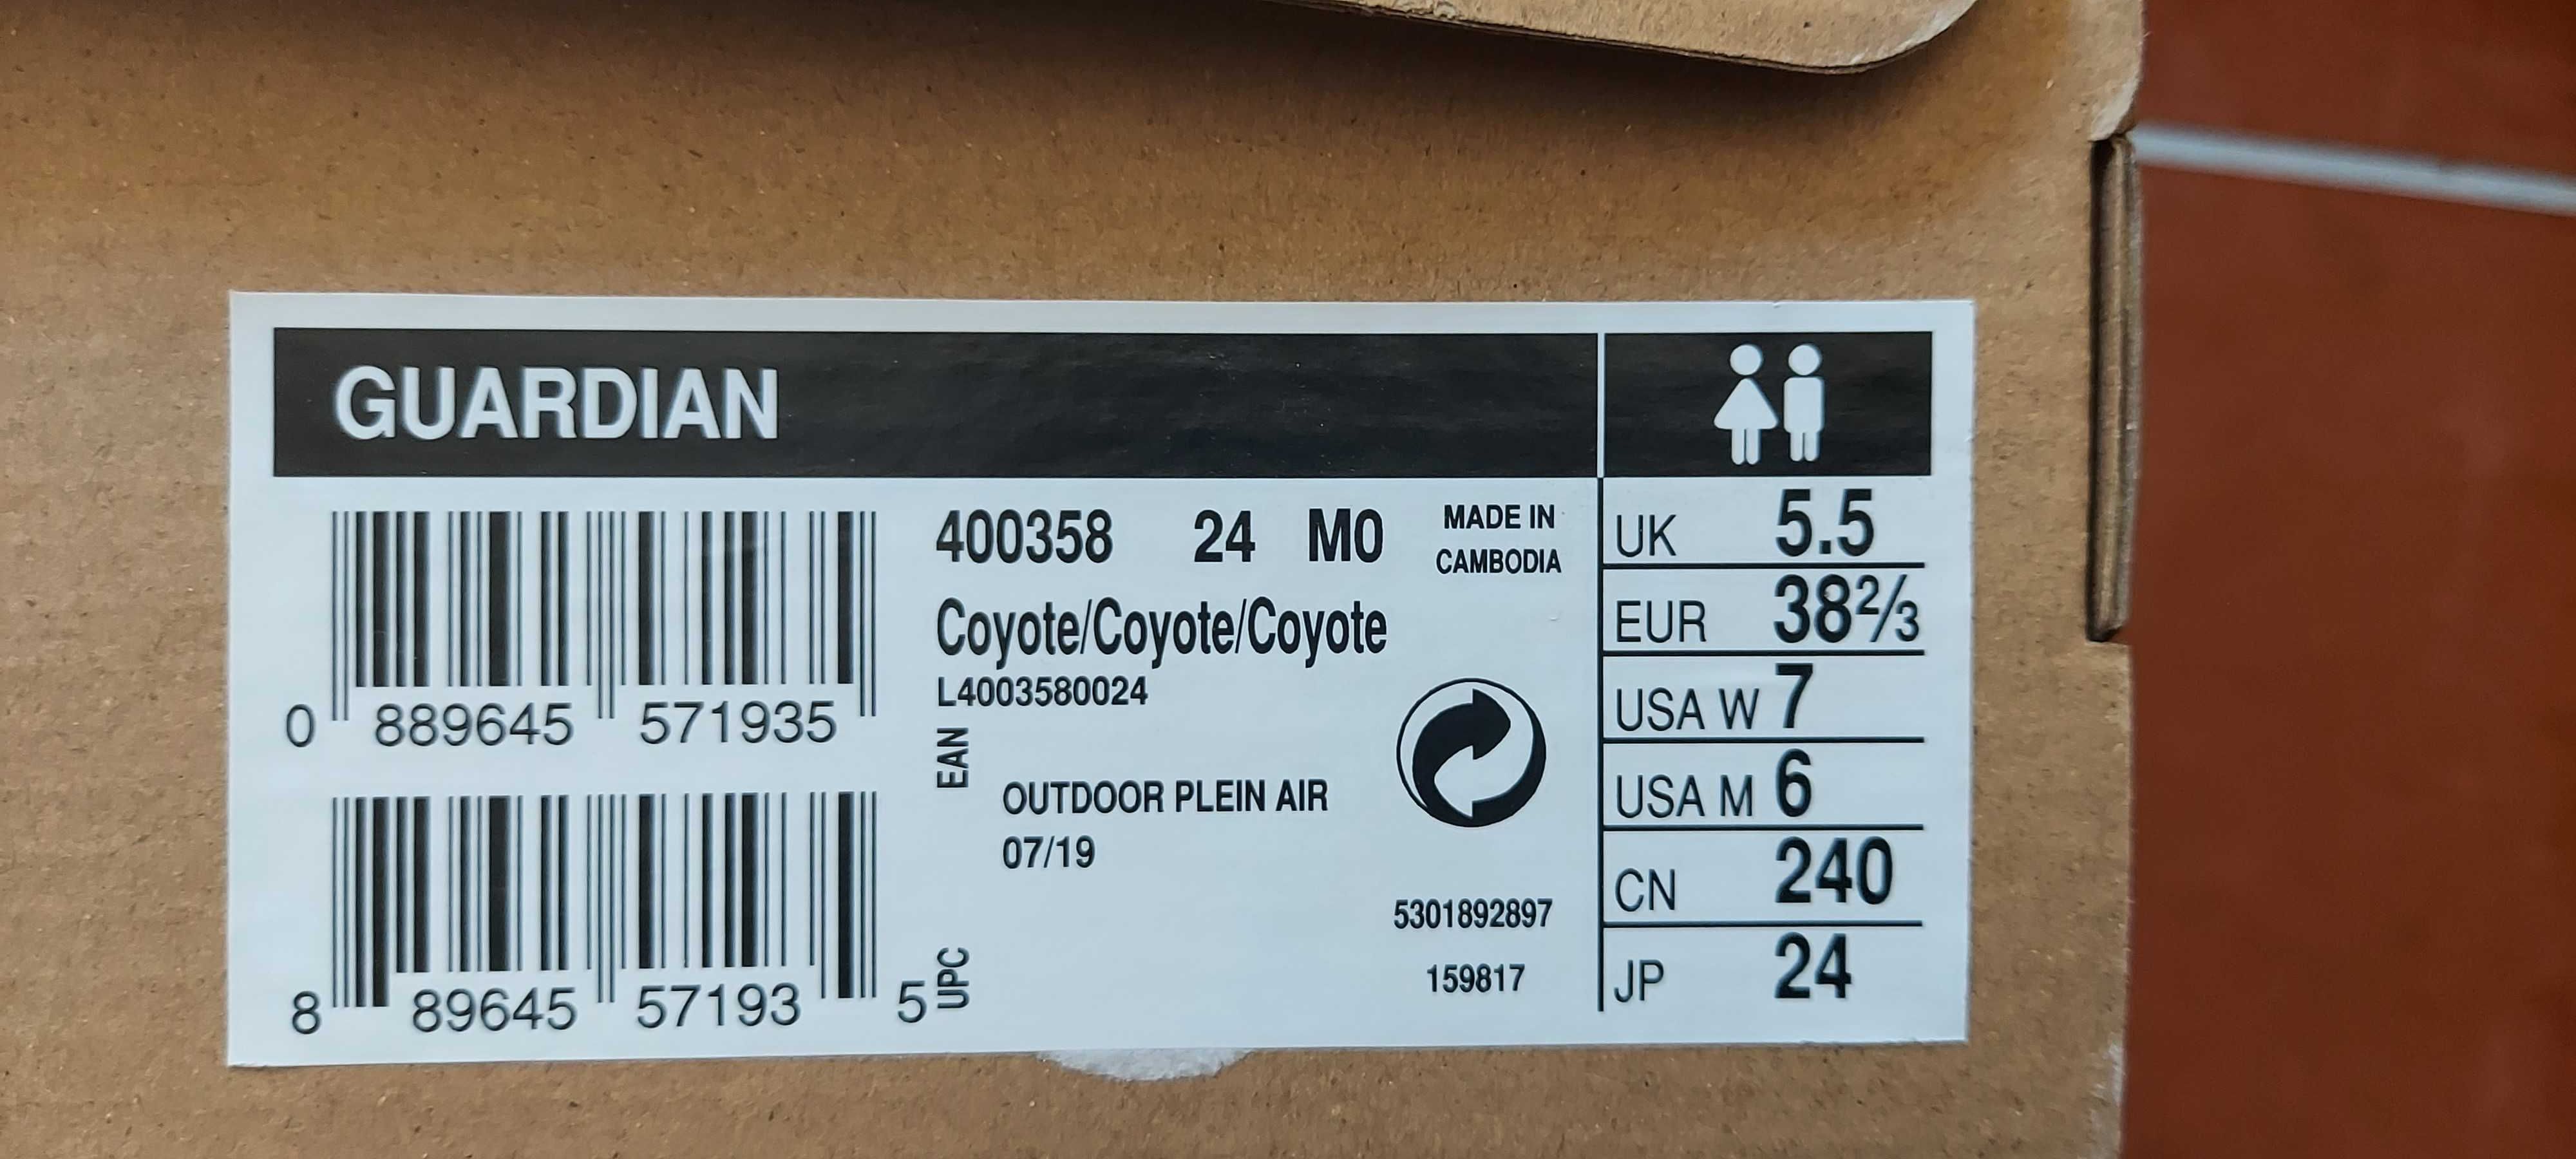 GUARDIAN
0 889645 571935
EAN
8 89645 57193 5
UPC
400358 24 M0
MADE IN
CAMBODIA
Coyote/Coyote/Coyote
L4003580024
OUTDOOR PLEIN AIR
07/19
5301892897
159817
UK 5.5
EUR 38⅔
USA W 7
USA M 6
CN 240
JP 24